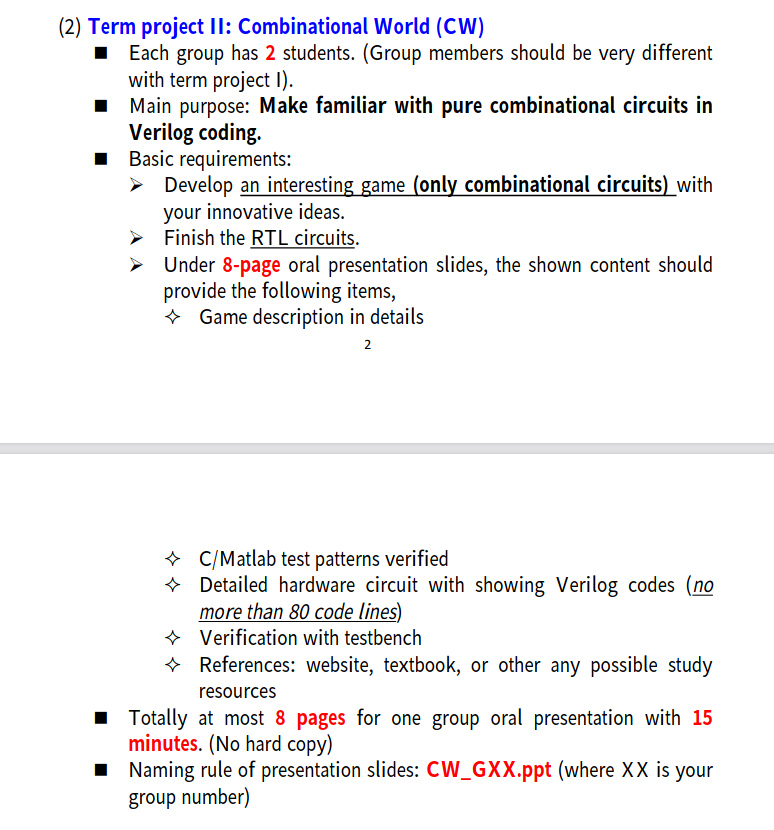 (2) Term project II: Combinational World (CW)
■ Each group has 2 students. (Group members should be very different
with term project I).
■ Main purpose: Make familiar with pure combinational circuits in
Verilog coding.
■ Basic requirements:
➢ Develop an interesting game (only combinational circuits) with
your innovative ideas.
➢ Finish the RTL circuits.
➢ Under 8-page oral presentation slides, the shown content should
provide the following items,
✧ Game description in details
2
✧ C/Matlab test patterns verified
✧ Detailed hardware circuit with showing Verilog codes (no
more than 80 code lines)
✧ Verification with testbench
✧ References: website, textbook, or other any possible study
resources
■ Totally at most 8 pages for one group oral presentation with 15
minutes. (No hard copy)
■ Naming rule of presentation slides: CW_GXX.ppt (where XX is your
group number)